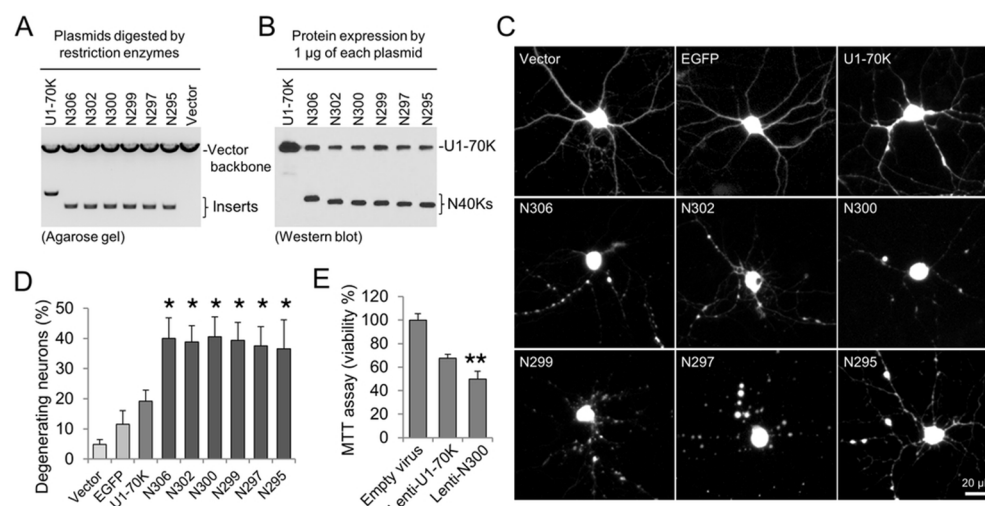 A
Plasmids digested by
restriction enzymes
U1-70K
N306
N302
N300
N299
N297
N295
Vector
-Vector
backbone
Inserts
(Agarose gel)
B
Protein expression by
1 µg of each plasmid
U1-70K
N306
N302
N300
N299
N297
N295
-U1-70K
N40Ks
(Western blot)
C
Vector
EGFP
U1-70K
N306
N302
N300
N299
N297
N295
20 µ
D
Degenerating neurons (%)
50
40
30
20
10
0
* * * * * *
Vector
EGFP
U1-70K
N306
N302
N300
N299
N297
N295
E
MTT assay (viability %)
120
100
80
60
40
20
0
**
Empty virus
Lenti-U1-70K
Lenti-N300